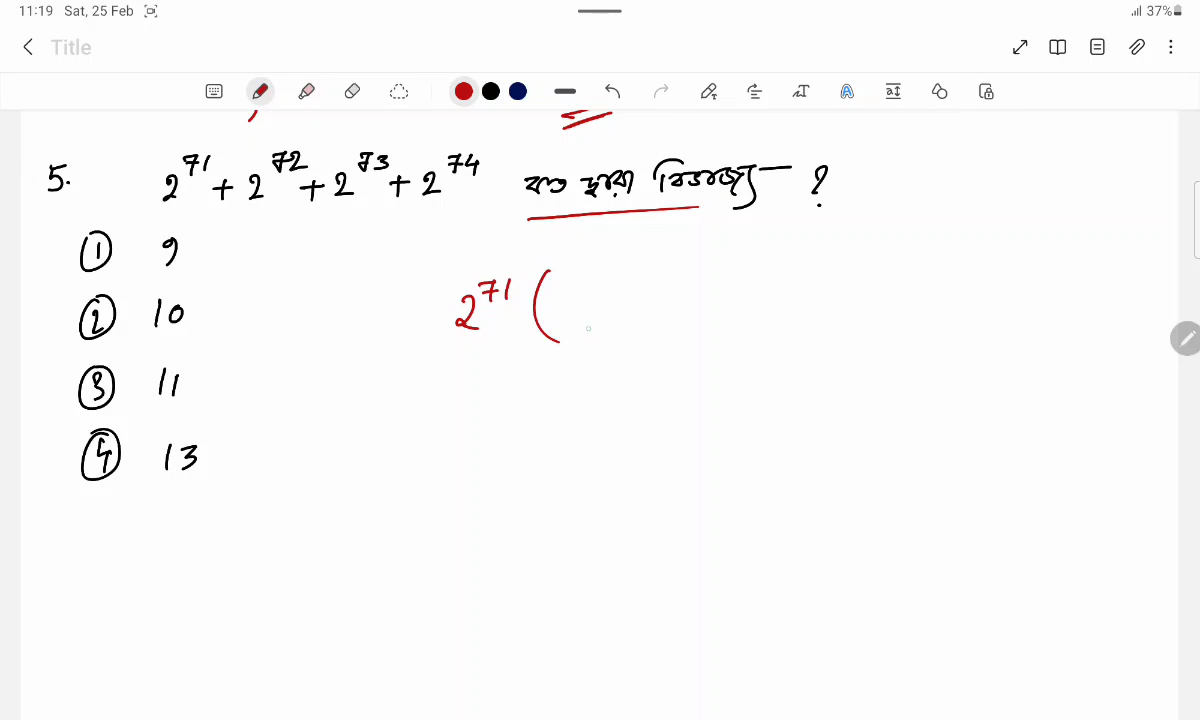 11:19 Sat, 25 Feb 37%
Title
5. 2^71 + 2^72 + 2^73 + 2^74 কত দ্বারা বিভাজ্য — ?
① 9
② 10
③ 11
④ 13
2^71 (